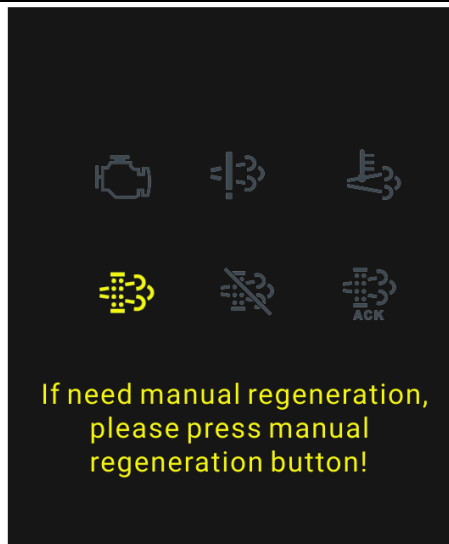 ACK
If need manual regeneration,
please press manual
regeneration button!